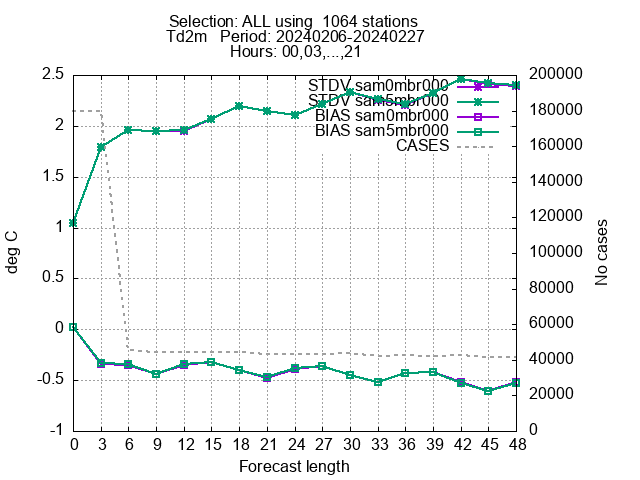 Selection: ALL using  1064 stations
Td2m   Period: 20240206-20240227
Hours: 00,03,...,21
STDV sam0mbr000
STDV sam5mbr000
BIAS sam0mbr000
BIAS sam5mbr000
CASES
2.5
2
1.5
1
0.5
0
-0.5
-1
deg C
200000
180000
160000
140000
120000
100000
80000
60000
40000
20000
0
No cases
0 3 6 9 12 15 18 21 24 27 30 33 36 39 42 45 48
Forecast length